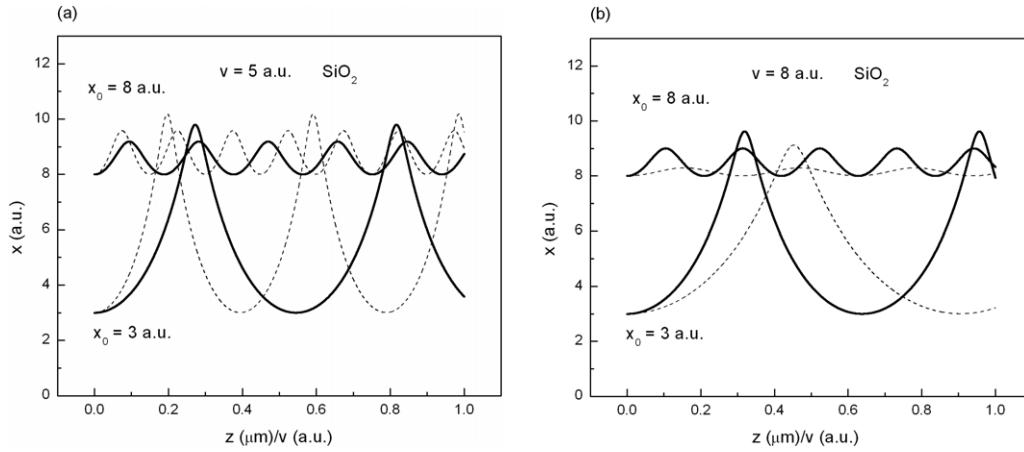 (a)
v = 5 a.u. SiO2
x0 = 8 a.u.
x0 = 3 a.u.
12
10
8
6
4
2
0
x (a.u.)
0.0 0.2 0.4 0.6 0.8 1.0
z (μm)/v (a.u.)
(b)
v = 8 a.u. SiO2
x0 = 8 a.u.
x0 = 3 a.u.
12
10
8
6
4
2
0
x (a.u.)
0.0 0.2 0.4 0.6 0.8 1.0
z (μm)/v (a.u.)